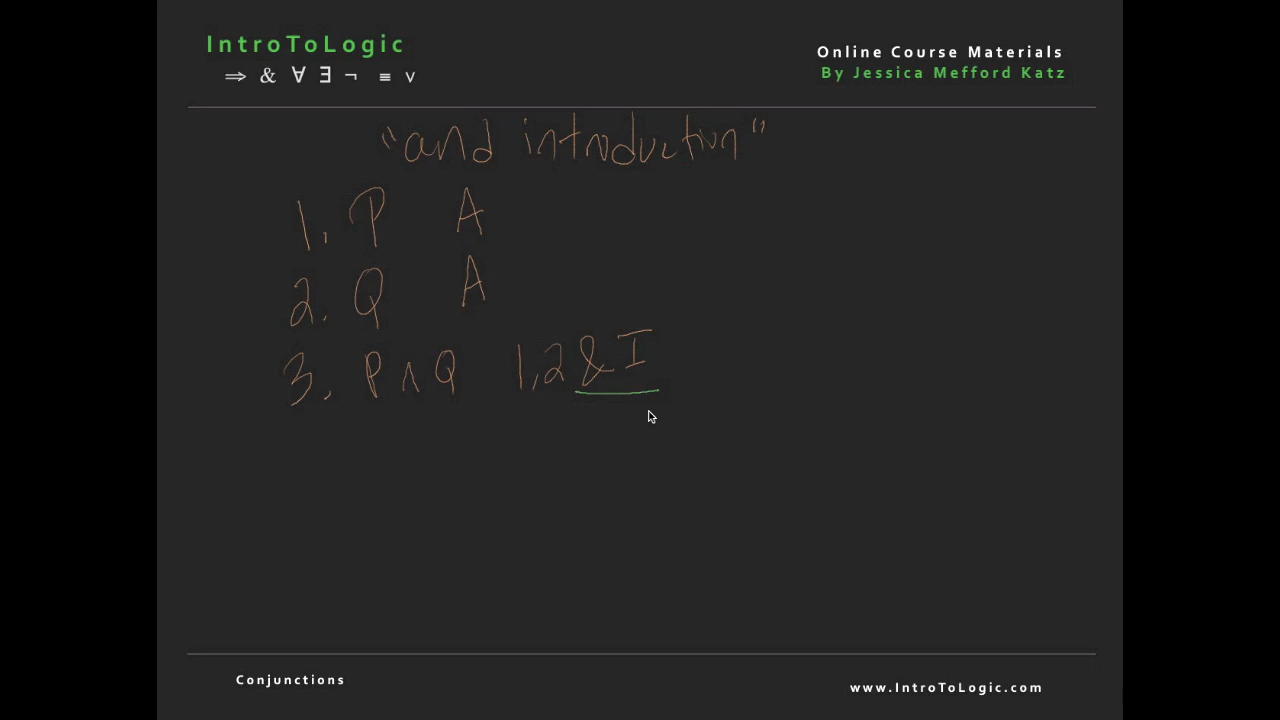 IntroToLogic
⇒ & ∀ ∃ ¬ ≡ ∨
Online Course Materials
By Jessica Mefford Katz
"and introduction"
1. P A
2. Q A
3. P ∧ Q 1,2 & I
Conjunctions
www.IntroToLogic.com